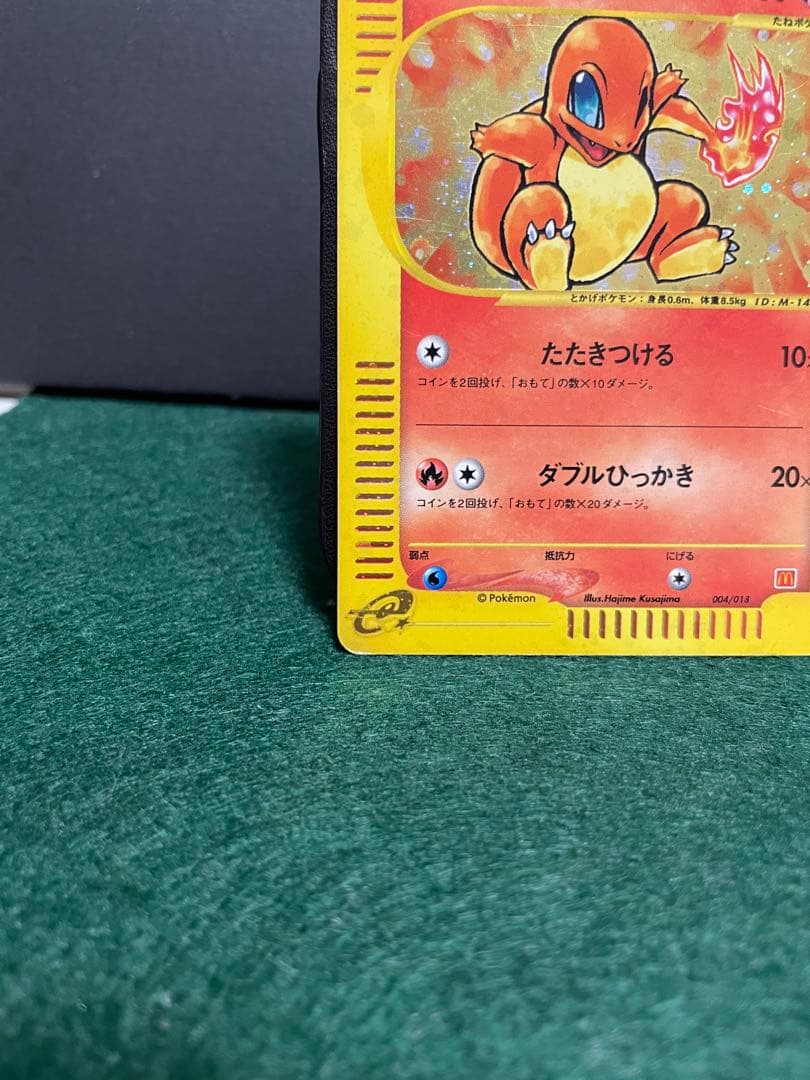 たねポケ
とかげポケモン：身長0.6m、体重8.5kg ID:M-14
たたきつける 10×
コインを2回投げ、「おもて」の数×10ダメージ。
ダブルひっかき 20×
コインを2回投げ、「おもて」の数×20ダメージ。
弱点 抵抗力 にげる
© Pokémon Illus.Hajime Kusajima 004/018